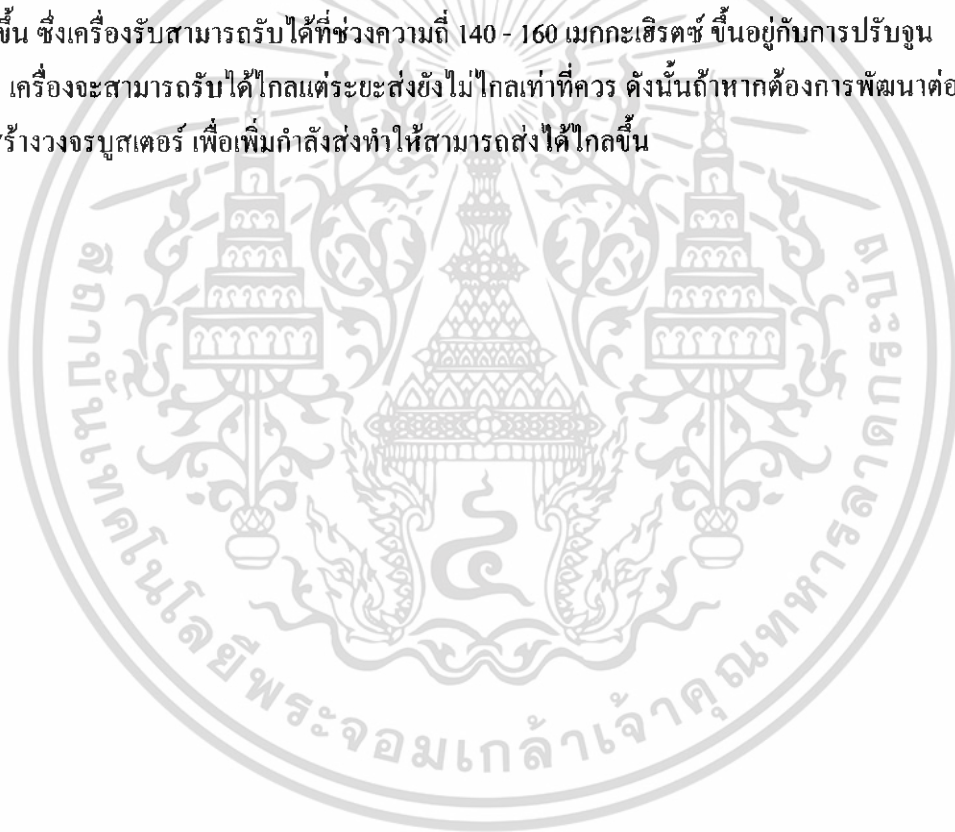 ขึ้น ซึ่งเครื่องรับสามารถรับได้ที่ช่วงความถี่ 140 - 160 เมกกะเฮิรตซ์ ขึ้นอยู่กับการปรับจูน
เครื่องจะสามารถรับได้ไกลแต่ระยะส่งยังไม่ไกลเท่าที่ควร ดังนั้นถ้าหากต้องการพัฒนาต่อ
สร้างวงจรบูสเตอร์ เพื่อเพิ่มกำลังส่งทำให้สามารถส่งได้ไกลขึ้น
สถาบันเทคโนโลยีพระจอมเกล้าเจ้าคุณทหารลาดกระบัง